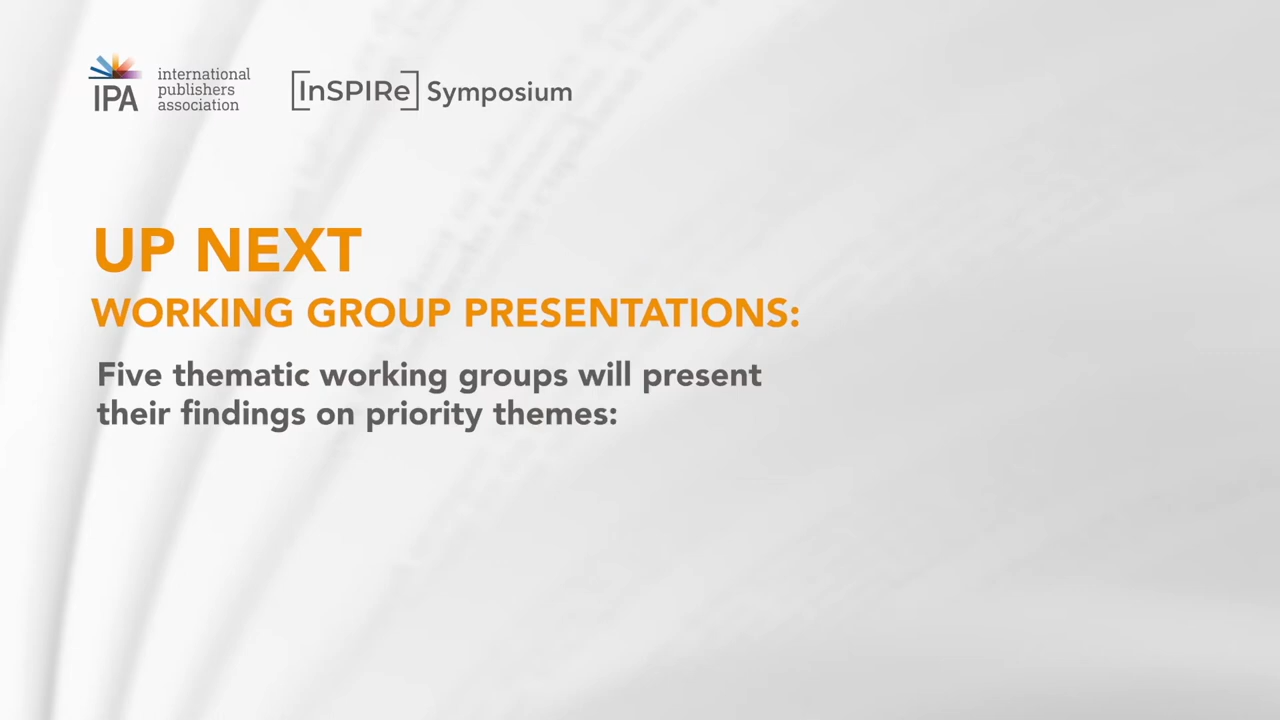 IPA
international
publishers
association
[InSPIRe] Symposium
UP NEXT
WORKING GROUP PRESENTATIONS:
Five thematic working groups will present
their findings on priority themes: